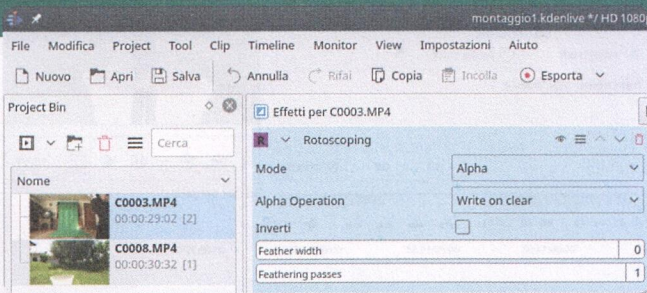 montaggio1.kdenlive */ HD 1080p
File Modifica Project Tool Clip Timeline Monitor View Impostazioni Aiuto
Nuovo Apri Salva Annulla Rifai Copia Incolla Esporta
Project Bin
Effetti per C0003.MP4
R Rotoscoping
Cerca
Mode Alpha
Nome
Alpha Operation Write on clear
C0003.MP4
00:00:29:02 [2]
Inverti
C0008.MP4
00:00:30:32 [1]
Feather width 0
Feathering passes 1